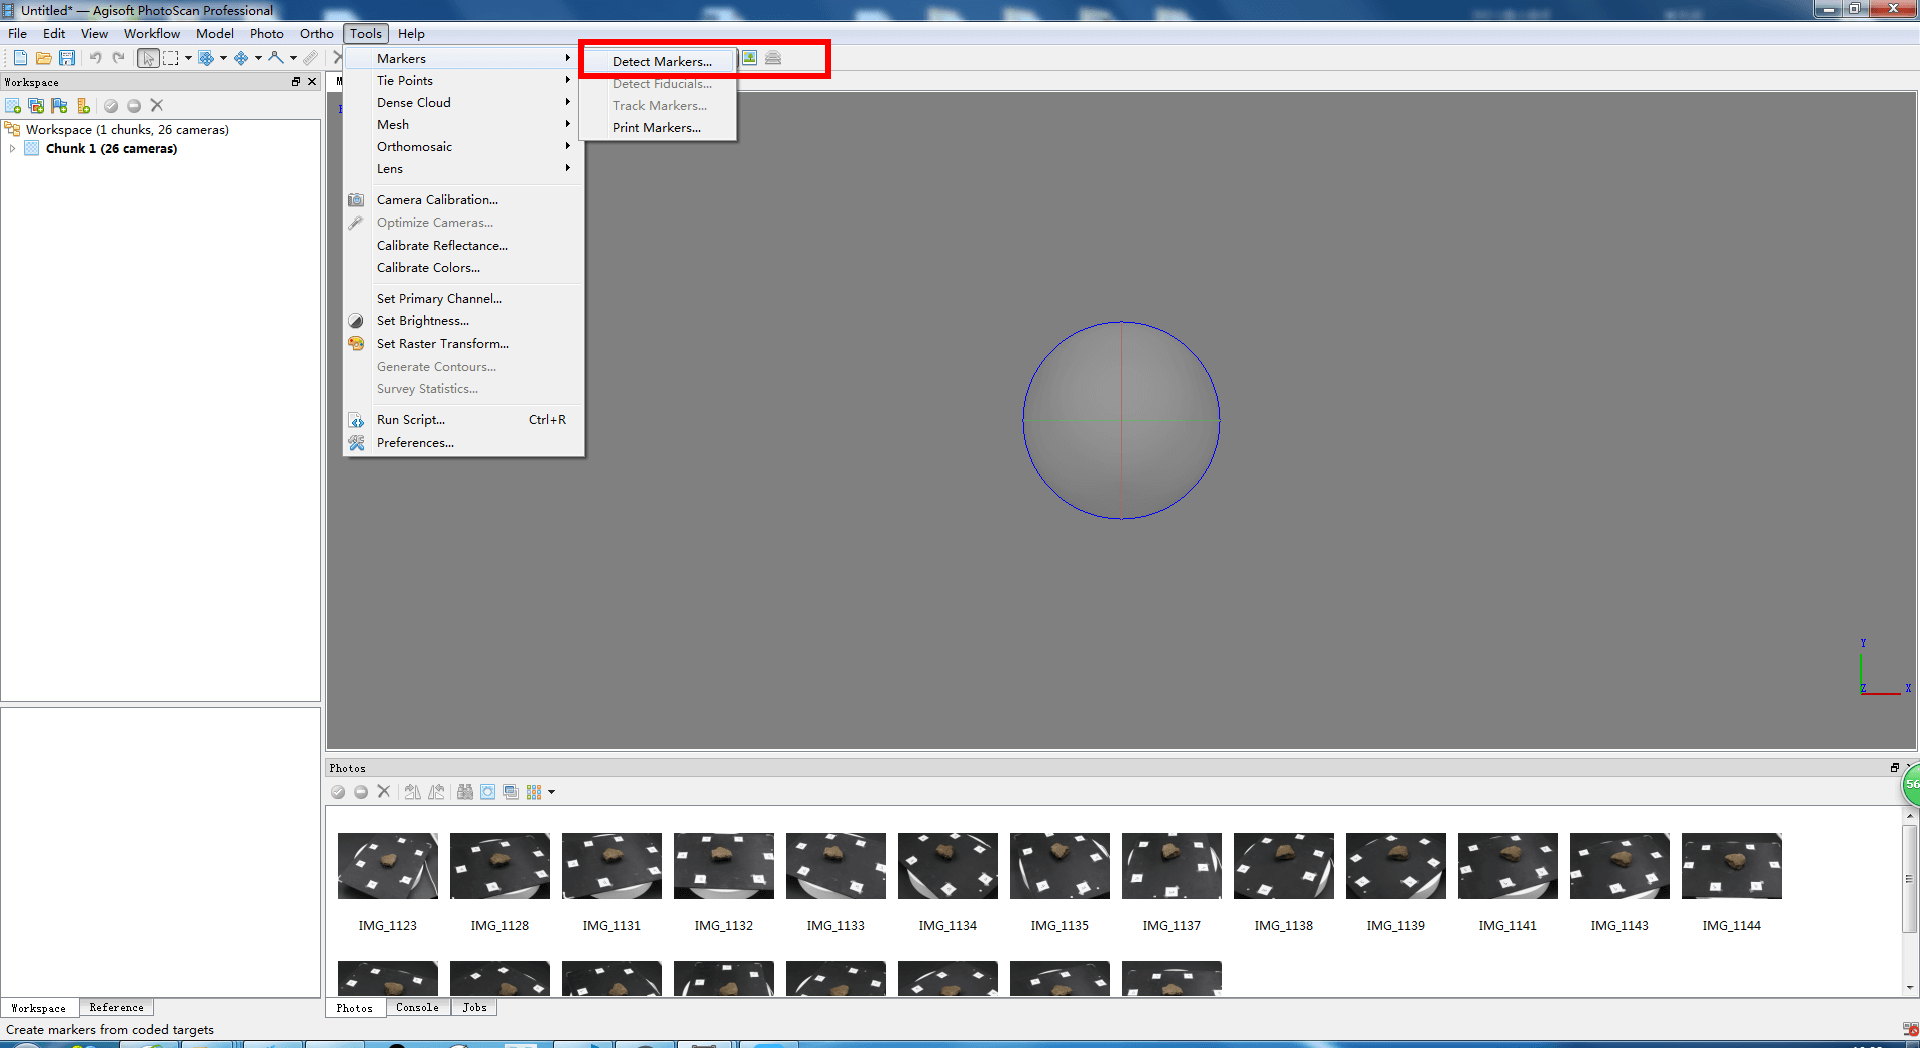 Untitled* — Agisoft PhotoScan Professional
File Edit View Workflow Model Photo Ortho Tools Help
Workspace
Workspace (1 chunks, 26 cameras)
Chunk 1 (26 cameras)
Markers
Tie Points
Dense Cloud
Mesh
Orthomosaic
Lens
Camera Calibration...
Optimize Cameras...
Calibrate Reflectance...
Calibrate Colors...
Set Primary Channel...
Set Brightness...
Set Raster Transform...
Generate Contours...
Survey Statistics...
Run Script... Ctrl+R
Preferences...
Detect Markers...
Detect Fiducials...
Track Markers...
Print Markers...
Y
Z X
Photos
56
IMG_1123 IMG_1128 IMG_1131 IMG_1132 IMG_1133 IMG_1134 IMG_1135 IMG_1137 IMG_1138 IMG_1139 IMG_1141 IMG_1143 IMG_1144
Workspace Reference
Photos Console Jobs
Create markers from coded targets